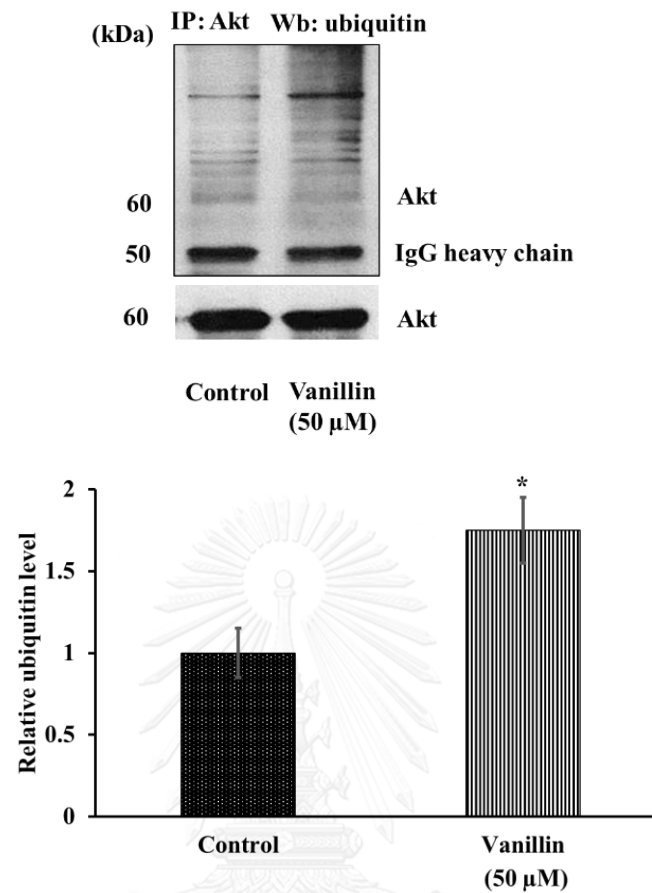 (kDa) IP: Akt Wb: ubiquitin
60 Akt
50 IgG heavy chain
60 Akt
Control Vanillin
(50 µM)
2
*
1.5
1
0.5
0
Relative ubiquitin level
Control Vanillin
(50 µM)